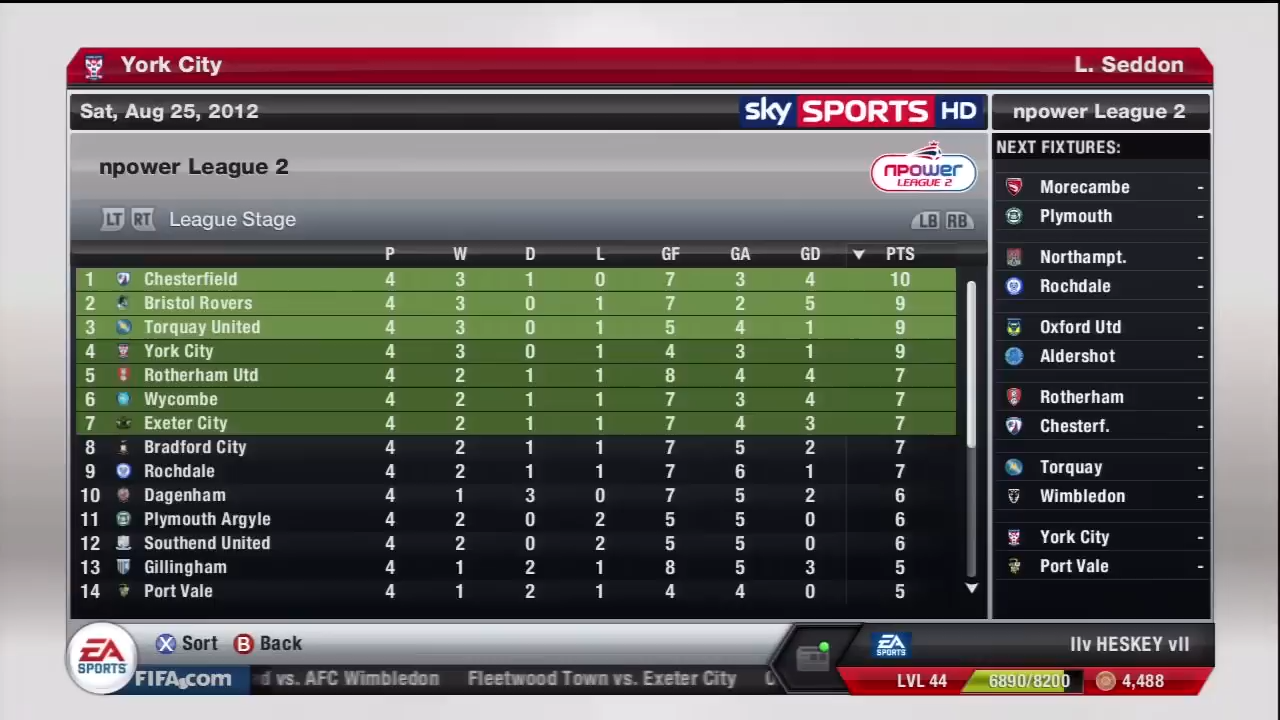 York City
L. Seddon
Sat, Aug 25, 2012
sky SPORTS HD
npower League 2
npower League 2
npower LEAGUE 2
LT RT League Stage LB RB
P W D L GF GA GD PTS
1 Chesterfield 4 3 1 0 7 3 4 10
2 Bristol Rovers 4 3 0 1 7 2 5 9
3 Torquay United 4 3 0 1 5 4 1 9
4 York City 4 3 0 1 4 3 1 9
5 Rotherham Utd 4 2 1 1 8 4 4 7
6 Wycombe 4 2 1 1 7 3 4 7
7 Exeter City 4 2 1 1 7 4 3 7
8 Bradford City 4 2 1 1 7 5 2 7
9 Rochdale 4 2 1 1 7 6 1 7
10 Dagenham 4 1 3 0 7 5 2 6
11 Plymouth Argyle 4 2 0 2 5 5 0 6
12 Southend United 4 2 0 2 5 5 0 6
13 Gillingham 4 1 2 1 8 5 3 5
14 Port Vale 4 1 2 1 4 4 0 5
NEXT FIXTURES:
Morecambe -
Plymouth -
Northampt. -
Rochdale -
Oxford Utd -
Aldershot -
Rotherham -
Chesterf. -
Torquay -
Wimbledon -
York City -
Port Vale -
EA SPORTS
X Sort B Back
EA SPORTS
IIv HESKEY vII
FIFA.com
d vs. AFC Wimbledon Fleetwood Town vs. Exeter City
LVL 44 6890/8200 4,488